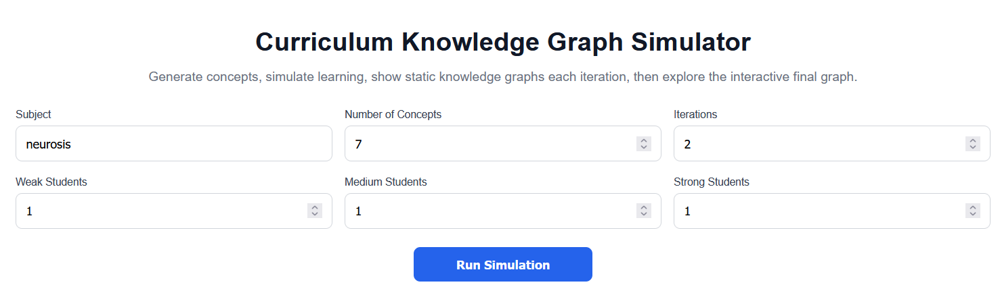 Curriculum Knowledge Graph Simulator
Generate concepts, simulate learning, show static knowledge graphs each iteration, then explore the interactive final graph.
Subject
Number of Concepts
Iterations
neurosis
7
2
Weak Students
Medium Students
Strong Students
1
1
1
Run Simulation